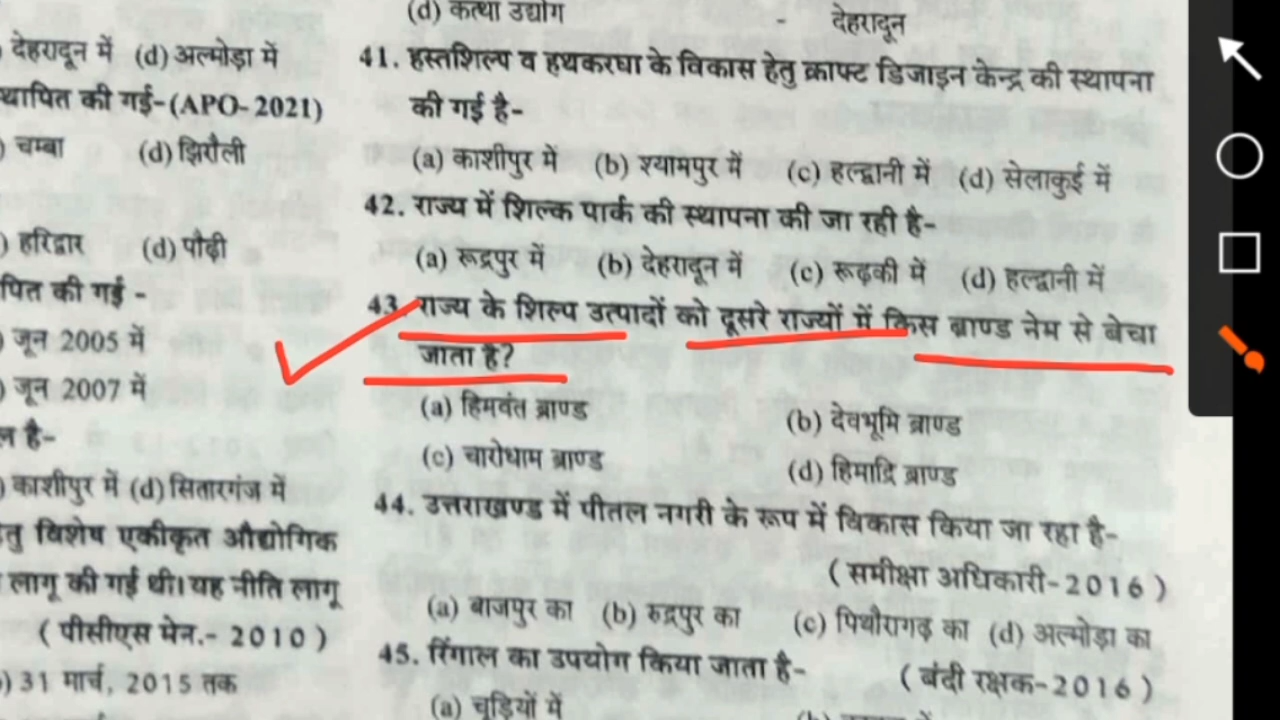 देहरादून में (d) अल्मोड़ा में
थापित की गई-(APO-2021)
) चम्बा (d) झिरौली
) हरिद्वार (d) पौढ़ी
पित की गई -
) जून 2005 में
) जून 2007 में
ल है-
) काशीपुर में (d) सितारगंज में
तु विशेष एकीकृत औद्योगिक
लागू की गई थी। यह नीति लागू
( पीसीएस मेन.- 2010 )
) 31 मार्च, 2015 तक
(d) कत्था उद्योग - देहरादून
41. हस्तशिल्प व हथकरघा के विकास हेतु क्राफ्ट डिजाइन केन्द्र की स्थापना
की गई है-
(a) काशीपुर में (b) श्यामपुर में (c) हल्द्वानी में (d) सेलाकुई में
42. राज्य में शिल्क पार्क की स्थापना की जा रही है-
(a) रूद्रपुर में (b) देहरादून में (c) रूढ़की में (d) हल्द्वानी में
43. राज्य के शिल्प उत्पादों को दूसरे राज्यों में किस ब्राण्ड नेम से बेचा
जाता है?
(a) हिमवंत ब्राण्ड (b) देवभूमि ब्राण्ड
(c) चारोधाम ब्राण्ड (d) हिमाद्रि ब्राण्ड
44. उत्तराखण्ड में पीतल नगरी के रूप में विकास किया जा रहा है-
( समीक्षा अधिकारी-2016 )
(a) बाजपुर का (b) रुद्रपुर का (c) पिथौरागढ़ का (d) अल्मोड़ा का
45. रिंगाल का उपयोग किया जाता है- ( बंदी रक्षक-2016 )
(a) चूड़ियों में